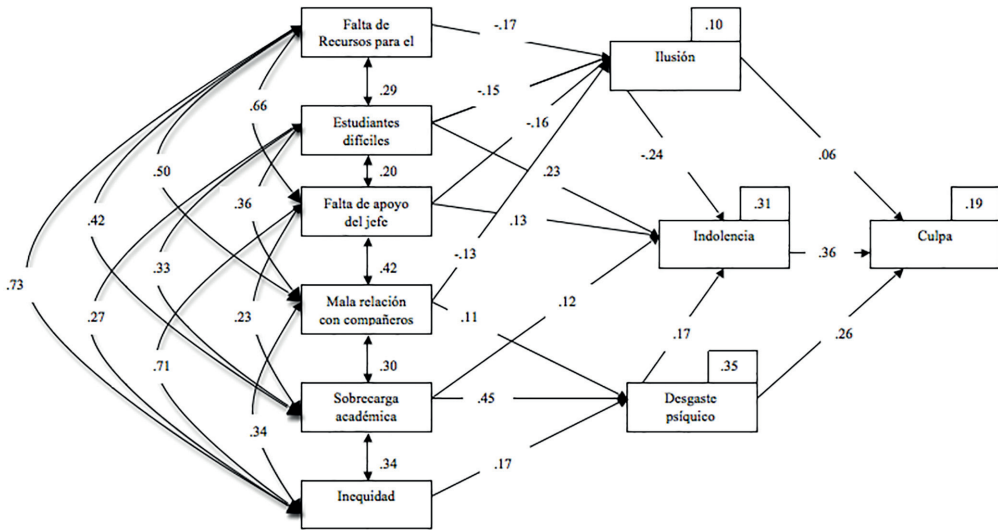 Falta de
Recursos para el
-.17
.10
Ilusión
.29
-.15
.66
Estudiantes
difíciles
-.16
.06
-.24
.50
.20
.23
.36
Falta de apoyo
del jefe
.13
.31
Indolencia
.19
Culpa
.42
.33
.42
-.13
.36
.73
.27
.23
Mala relación
con compañeros
.11
.12
.17
.26
.71
.30
.35
Sobrecarga
académica
.45
Desgaste
psíquico
.34
.34
.17
Inequidad